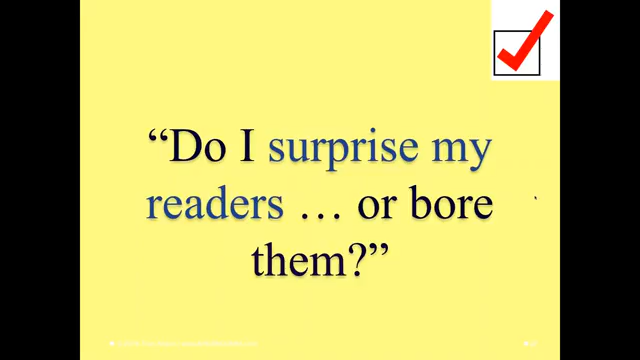 “Do I surprise my
readers … or bore
them?”